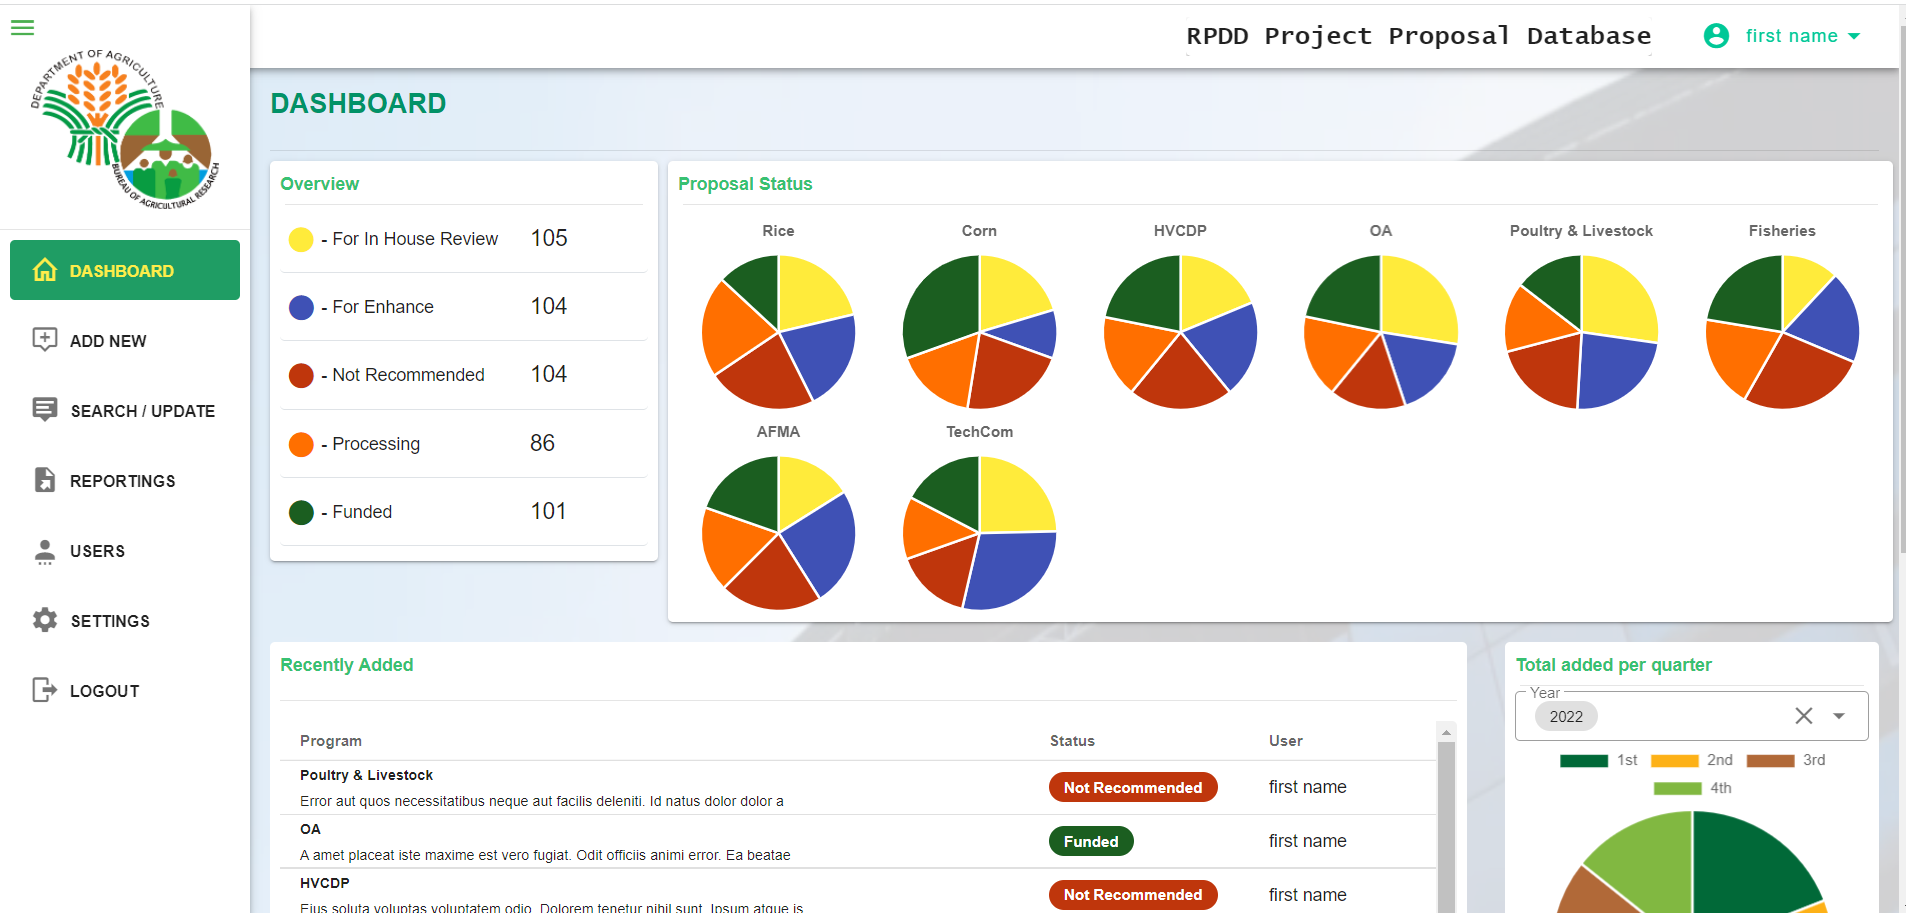 DEPARTMENT OF AGRICULTURE
BUREAU OF AGRICULTURAL RESEARCH
RPDD Project Proposal Database
first name
DASHBOARD
ADD NEW
SEARCH / UPDATE
REPORTINGS
USERS
SETTINGS
LOGOUT
DASHBOARD
Overview
- For In House Review 105
- For Enhance 104
- Not Recommended 104
- Processing 86
- Funded 101
Proposal Status
Rice Corn HVCDP OA Poultry & Livestock Fisheries
AFMA TechCom
Recently Added
Program Status User
Poultry & Livestock
Error aut quos necessitatibus neque aut facilis deleniti. Id natus dolor dolor a
Not Recommended first name
OA
A amet placeat iste maxime est vero fugiat. Odit officiis animi error. Ea beatae
Funded first name
HVCDP
Eius soluta voluptas voluptatem odio. Dolorem tenetur nihil sunt. Ipsum atque is
Not Recommended first name
Total added per quarter
Year
2022
1st 2nd 3rd
4th